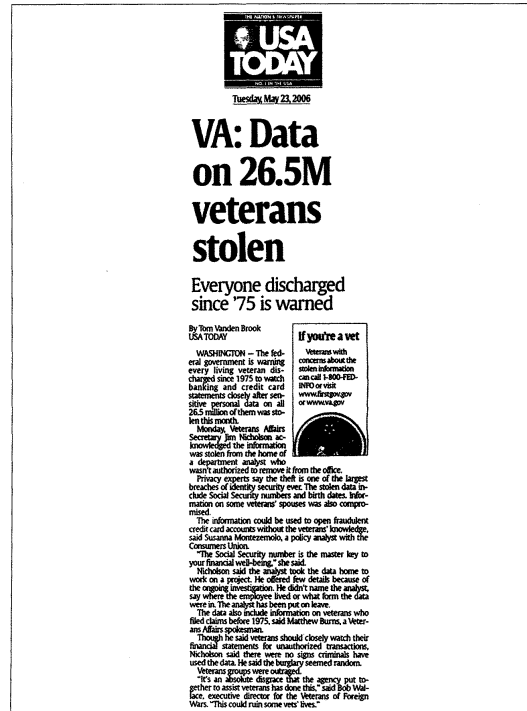 THE NATION'S NEWSPAPER
USA
TODAY
NO. 1 IN THE USA
Tuesday, May 23, 2006
VA: Data
on 26.5M
veterans
stolen
Everyone discharged
since '75 is warned
By Tom Vanden Brook
USA TODAY
WASHINGTON — The fed-
eral government is warning
every living veteran dis-
charged since 1975 to watch
banking and credit card
statements closely after sen-
sitive personal data on all
26.5 million of them was sto-
len this month.
Monday, Veterans Affairs
Secretary Jim Nicholson ac-
knowledged the information
was stolen from the home of
a department analyst who
wasn't authorized to remove it from the office.
If you're a vet
Veterans with
concerns about the
stolen information
can call 1-800-FED-
INFO or visit
www.firstgov.gov
or www.va.gov
Privacy experts say the theft is one of the largest
breaches of identity security ever. The stolen data in-
clude Social Security numbers and birth dates. Infor-
mation on some veterans' spouses was also compro-
mised.
The information could be used to open fraudulent
credit card accounts without the veterans' knowledge,
said Susanna Montezemolo, a policy analyst with the
Consumers Union.
"The Social Security number is the master key to
your financial well-being," she said.
Nicholson said the analyst took the data home to
work on a project. He offered few details because of
the ongoing investigation. He didn't name the analyst,
say where the employee lived or what form the data
were in. The analyst has been put on leave.
The data also include information on veterans who
filed claims before 1975, said Matthew Burns, a Veter-
ans Affairs spokesman.
Though he said veterans should closely watch their
financial statements for unauthorized transactions,
Nicholson said there were no signs criminals have
used the data. He said the burglary seemed random.
Veterans groups were outraged.
"It's an absolute disgrace that the agency put to-
gether to assist veterans has done this," said Bob Wal-
lace, executive director for the Veterans of Foreign
Wars. "This could ruin some vets' lives."